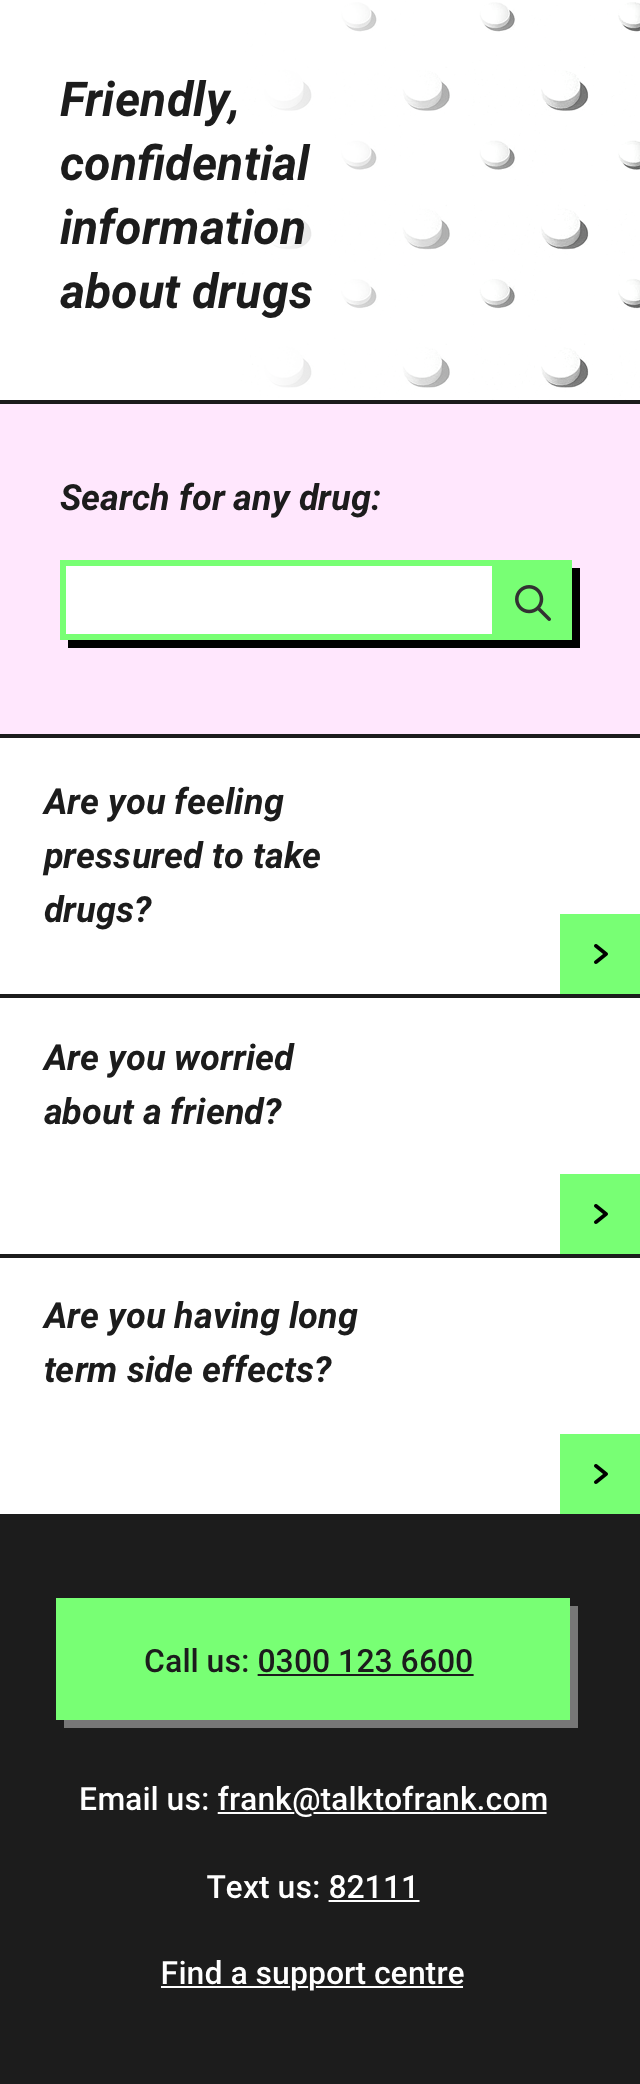 Friendly,
confidential
information
about drugs
Search for any drug:
Are you feeling
pressured to take
drugs?
Are you worried
about a friend?
Are you having long
term side effects?
Call us: 0300 123 6600
Email us: frank@talktofrank.com
Text us: 82111
Find a support centre